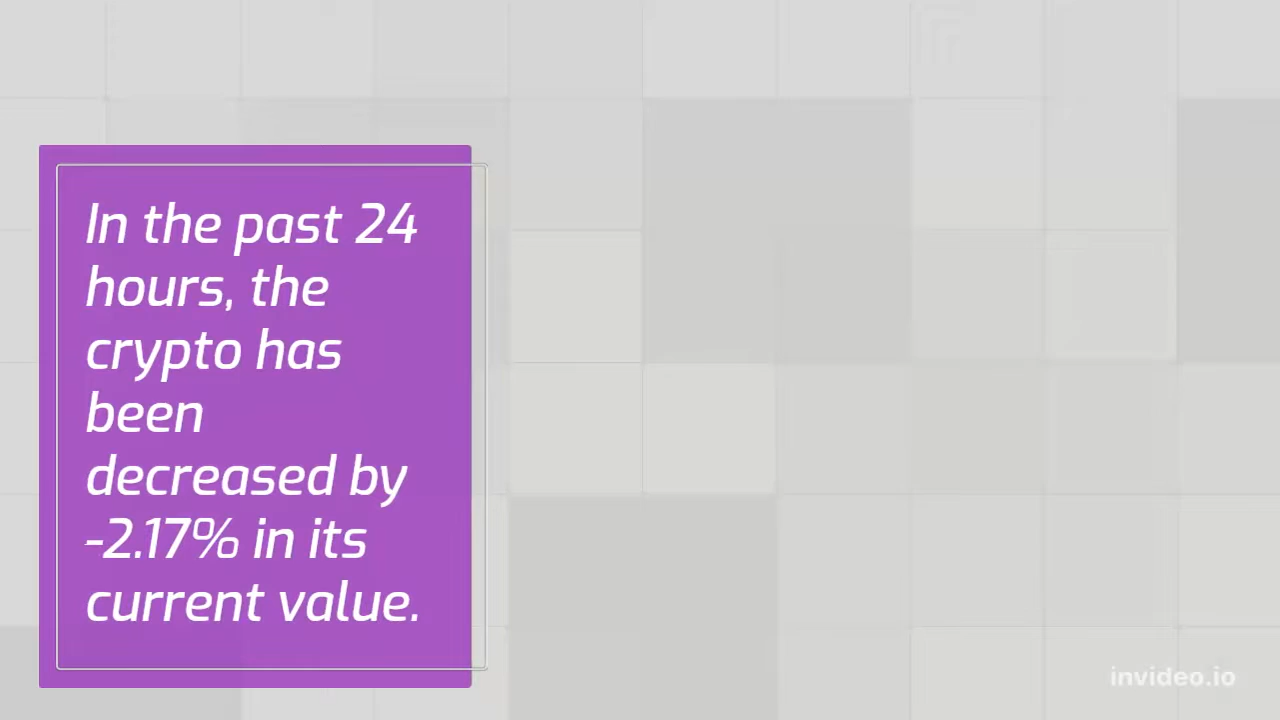 In the past 24
hours, the
crypto has
been
decreased by
-2.17% in its
current value.
invideo.io